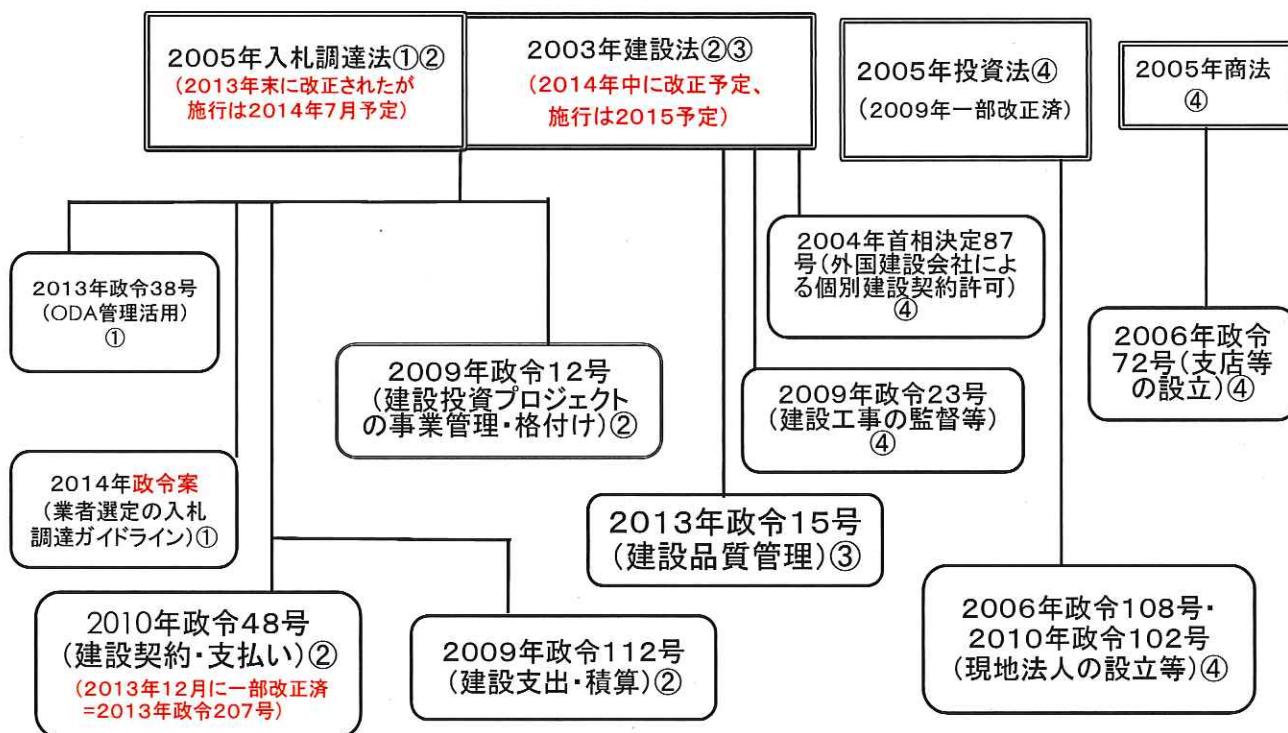 2005年入札調達法①②
(2013年末に改正されたが
施行は2014年7月予定)
2003年建設法②③
(2014年中に改正予定、
施行は2015予定)
2005年投資法④
(2009年一部改正済)
2005年商法
④
2013年政令38号
(ODA管理活用)
①
2009年政令12号
(建設投資プロジェクト
の事業管理・格付け)②
2004年首相決定87
号(外国建設会社によ
る個別建設契約許可)
④
2006年政令
72号(支店等
の設立)④
2009年政令23号
(建設工事の監督等)
④
2014年政令案
(業者選定の入札
調達ガイドライン)①
2013年政令15号
(建設品質管理)③
2010年政令48号
(建設契約・支払い)②
(2013年12月に一部改正済
=2013年政令207号)
2009年政令112号
(建設支出・積算)②
2006年政令108号・
2010年政令102号
(現地法人の設立等)④